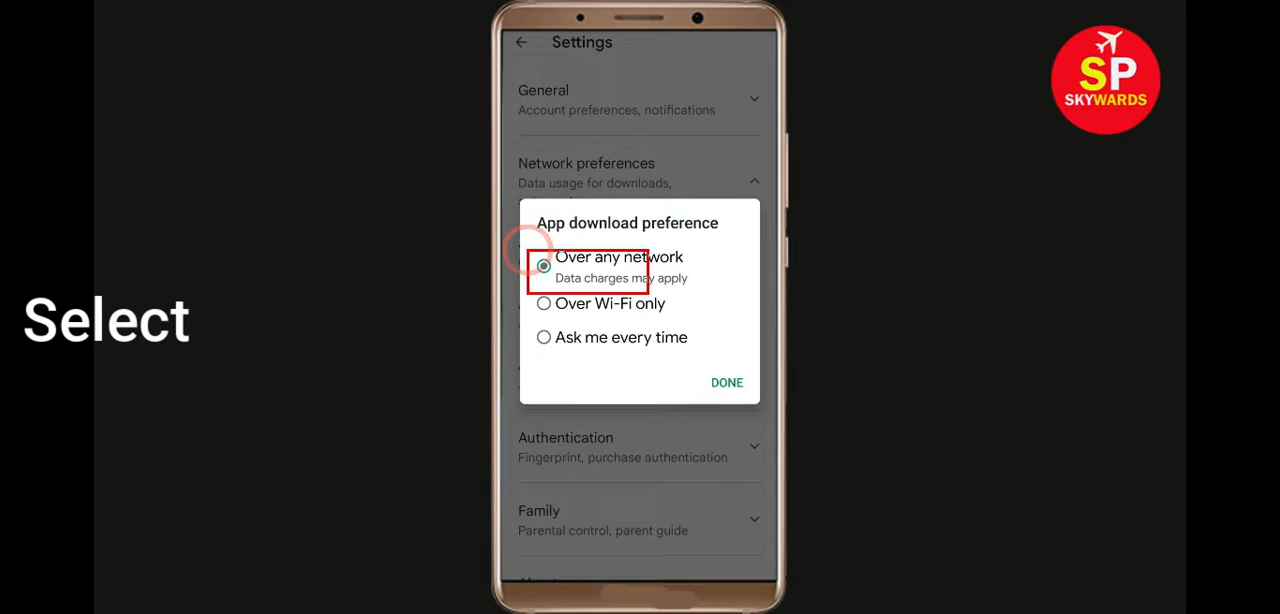 Settings
General
Account preferences, notifications
Network preferences
Data usage for downloads,
App download preference
Over any network
Data charges may apply
Over Wi-Fi only
Ask me every time
DONE
Authentication
Fingerprint, purchase authentication
Family
Parental control, parent guide
Select
SP
SKYWARDS